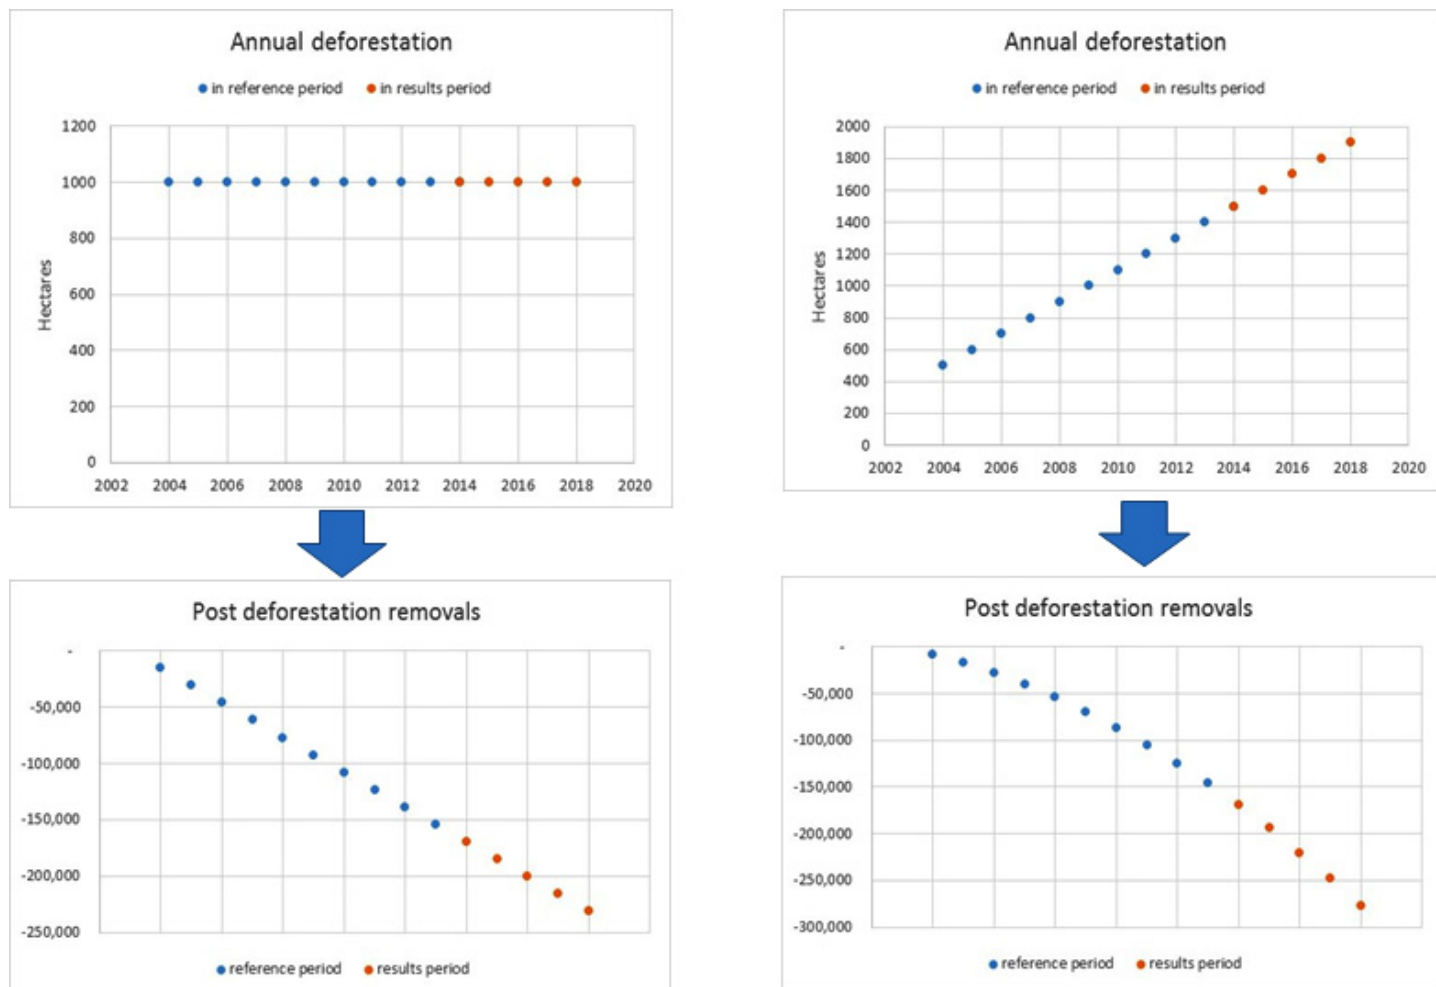 Annual deforestation
in reference period in results period
1200
1000
800
600
400
200
0
Hectares
2002 2004 2006 2008 2010 2012 2014 2016 2018 2020
Annual deforestation
in reference period in results period
2000
1800
1600
1400
1200
1000
800
600
400
200
0
Hectares
2002 2004 2006 2008 2010 2012 2014 2016 2018 2020
Post deforestation removals
-
-50,000
-100,000
-150,000
-200,000
-250,000
reference period results period
Post deforestation removals
-
-50,000
-100,000
-150,000
-200,000
-250,000
-300,000
reference period results period